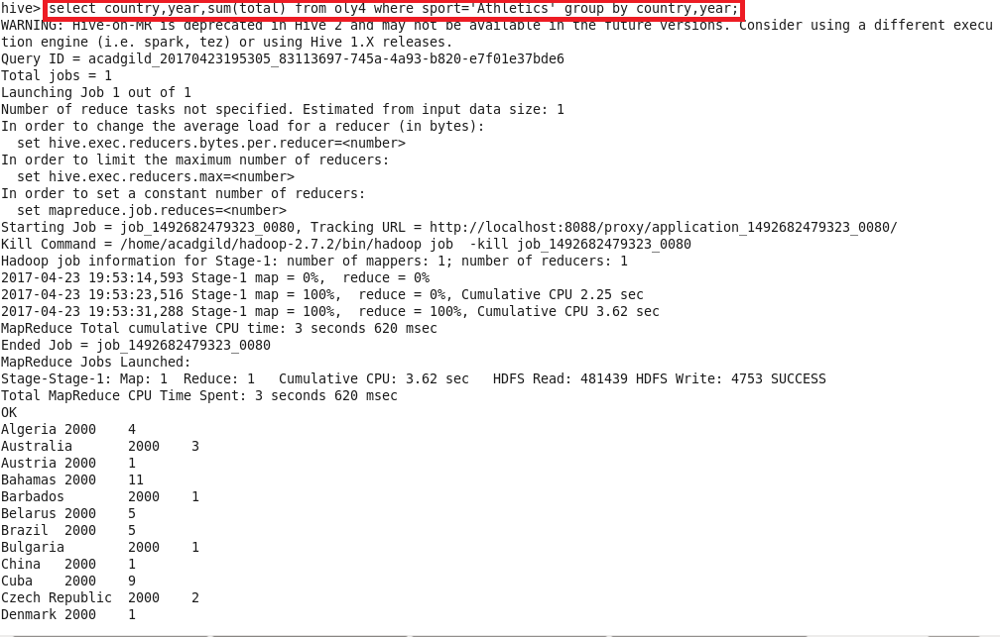 hive> select country,year,sum(total) from oly4 where sport='Athletics' group by country,year;
WARNING: Hive-on-MR is deprecated in Hive 2 and may not be available in the future versions. Consider using a different execu
tion engine (i.e. spark, tez) or using Hive 1.X releases.
Query ID = acadgild_20170423195305_83113697-745a-4a93-b820-e7f01e37bde6
Total jobs = 1
Launching Job 1 out of 1
Number of reduce tasks not specified. Estimated from input data size: 1
In order to change the average load for a reducer (in bytes):
  set hive.exec.reducers.bytes.per.reducer=<number>
In order to limit the maximum number of reducers:
  set hive.exec.reducers.max=<number>
In order to set a constant number of reducers:
  set mapreduce.job.reduces=<number>
Starting Job = job_1492682479323_0080, Tracking URL = http://localhost:8088/proxy/application_1492682479323_0080/
Kill Command = /home/acadgild/hadoop-2.7.2/bin/hadoop job  -kill job_1492682479323_0080
Hadoop job information for Stage-1: number of mappers: 1; number of reducers: 1
2017-04-23 19:53:14,593 Stage-1 map = 0%,  reduce = 0%
2017-04-23 19:53:23,516 Stage-1 map = 100%,  reduce = 0%, Cumulative CPU 2.25 sec
2017-04-23 19:53:31,288 Stage-1 map = 100%,  reduce = 100%, Cumulative CPU 3.62 sec
MapReduce Total cumulative CPU time: 3 seconds 620 msec
Ended Job = job_1492682479323_0080
MapReduce Jobs Launched:
Stage-Stage-1: Map: 1  Reduce: 1   Cumulative CPU: 3.62 sec   HDFS Read: 481439 HDFS Write: 4753 SUCCESS
Total MapReduce CPU Time Spent: 3 seconds 620 msec
OK
Algeria 2000    4
Australia       2000    3
Austria 2000    1
Bahamas 2000    11
Barbados        2000    1
Belarus 2000    5
Brazil  2000    5
Bulgaria        2000    1
China   2000    1
Cuba    2000    9
Czech Republic  2000    2
Denmark 2000    1